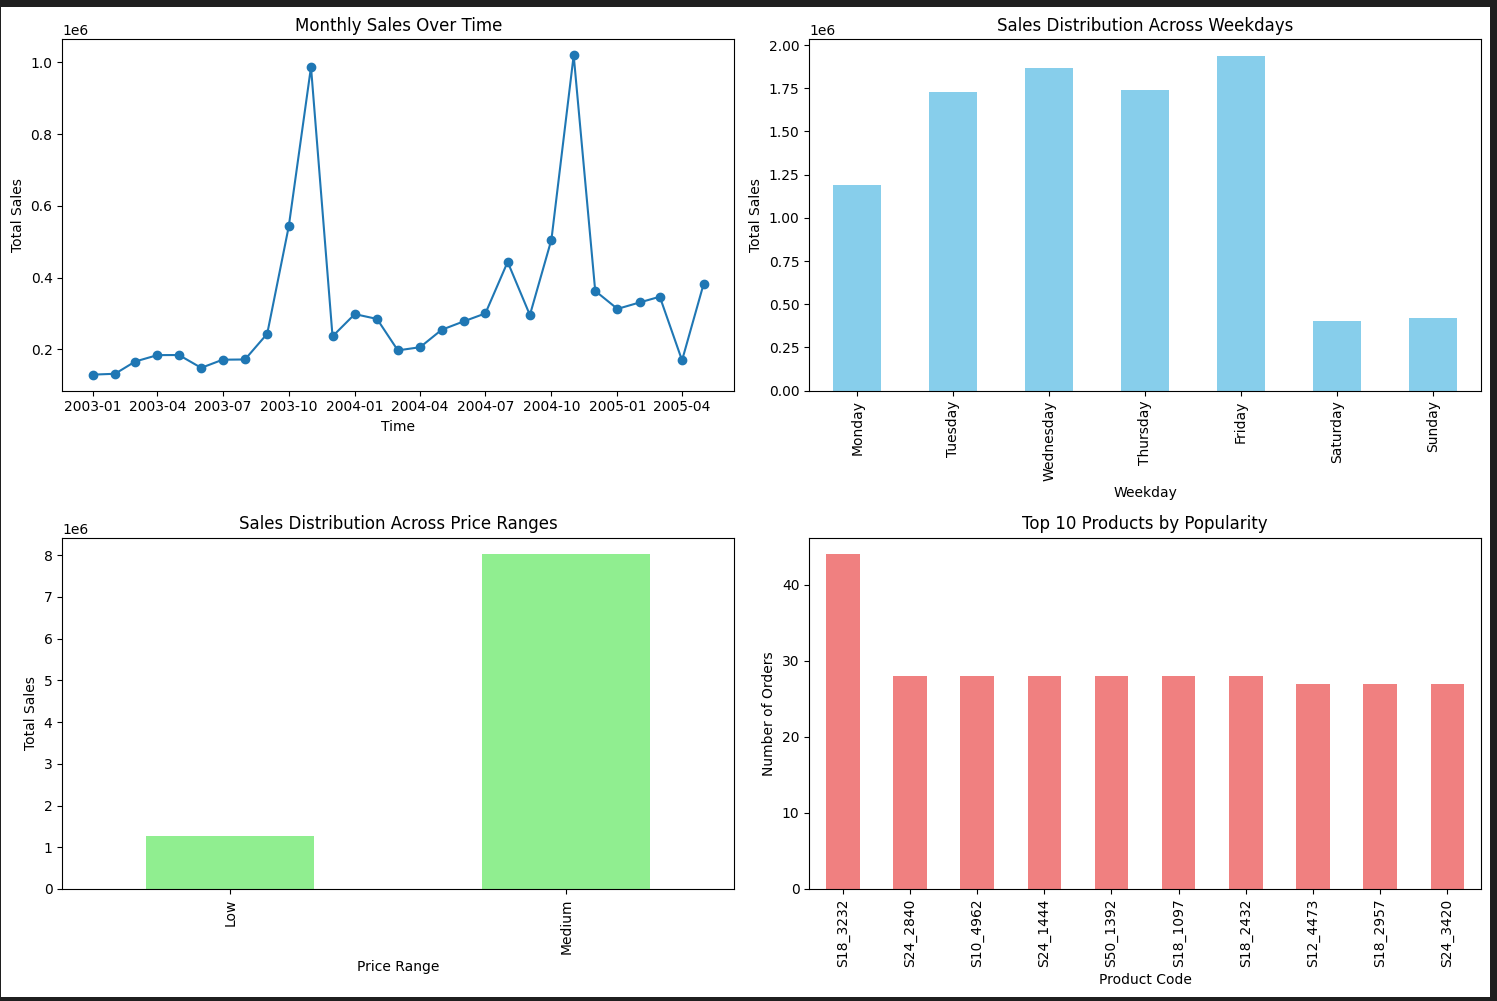 Monthly Sales Over Time
1e6
1.0
0.8
0.6
0.4
0.2
Total Sales
2003-01 2003-04 2003-07 2003-10 2004-01 2004-04 2004-07 2004-10 2005-01 2005-04
Time
Sales Distribution Across Weekdays
1e6
2.00
1.75
1.50
1.25
1.00
0.75
0.50
0.25
0.00
Total Sales
Monday
Tuesday
Wednesday
Thursday
Friday
Saturday
Sunday
Weekday
Sales Distribution Across Price Ranges
1e6
8
7
6
5
4
3
2
1
0
Total Sales
Low
Medium
Price Range
Top 10 Products by Popularity
40
30
20
10
0
Number of Orders
S18_3232
S24_2840
S10_4962
S24_1444
S50_1392
S18_1097
S18_2432
S12_4473
S18_2957
S24_3420
Product Code